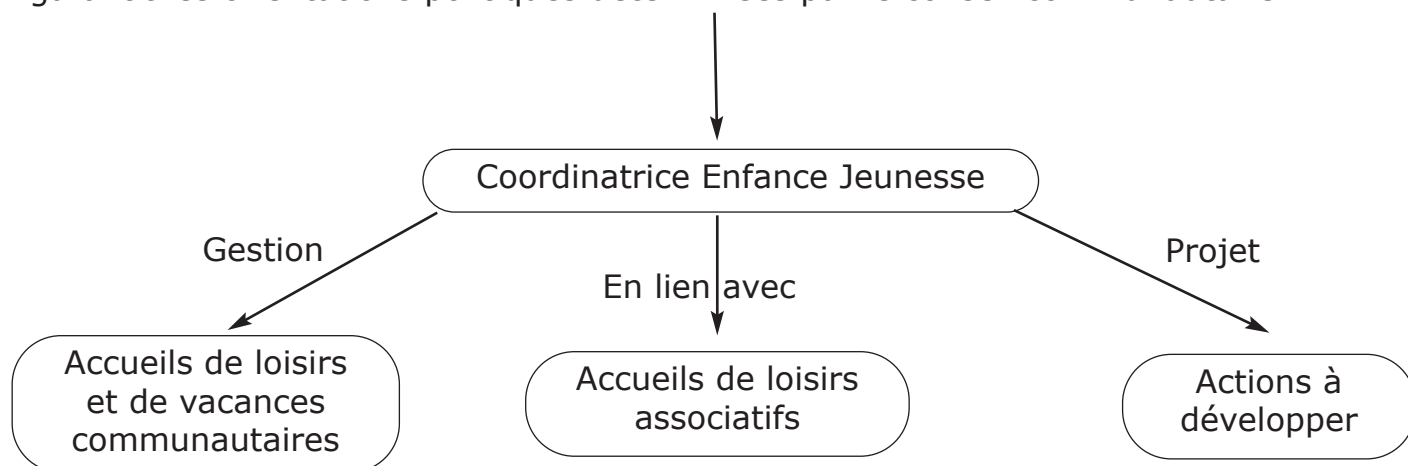 Coordinatrice Enfance Jeunesse
Gestion
En lien avec
Projet
Accueils de loisirs
et de vacances
communautaires
Accueils de loisirs
associatifs
Actions à
développer